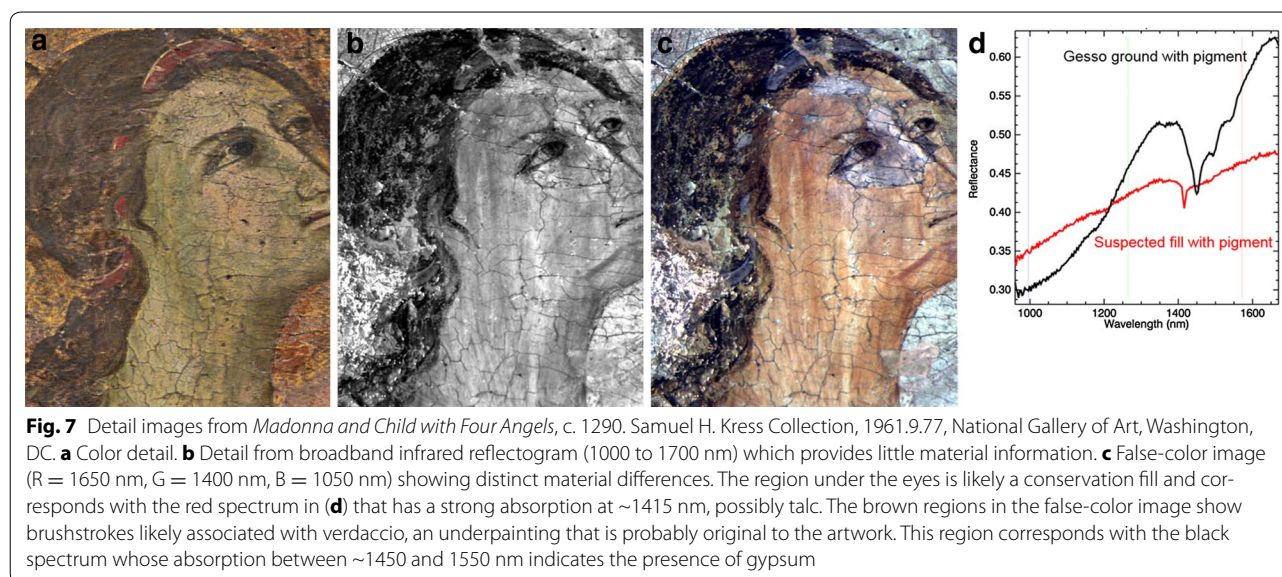 a
b
c
d
0.60
0.55
0.50
0.45
0.40
0.35
0.30
Reflectance
Gesso ground with pigment
Suspected fill with pigment
1000
1200
1400
1600
Wavelength (nm)
Fig. 7 Detail images from Madonna and Child with Four Angels, c. 1290. Samuel H. Kress Collection, 1961.9.77, National Gallery of Art, Washington,
DC. a Color detail. b Detail from broadband infrared reflectogram (1000 to 1700 nm) which provides little material information. c False-color image
(R = 1650 nm, G = 1400 nm, B = 1050 nm) showing distinct material differences. The region under the eyes is likely a conservation fill and cor-
responds with the red spectrum in (d) that has a strong absorption at ~1415 nm, possibly talc. The brown regions in the false-color image show
brushstrokes likely associated with verdaccio, an underpainting that is probably original to the artwork. This region corresponds with the black
spectrum whose absorption between ~1450 and 1550 nm indicates the presence of gypsum